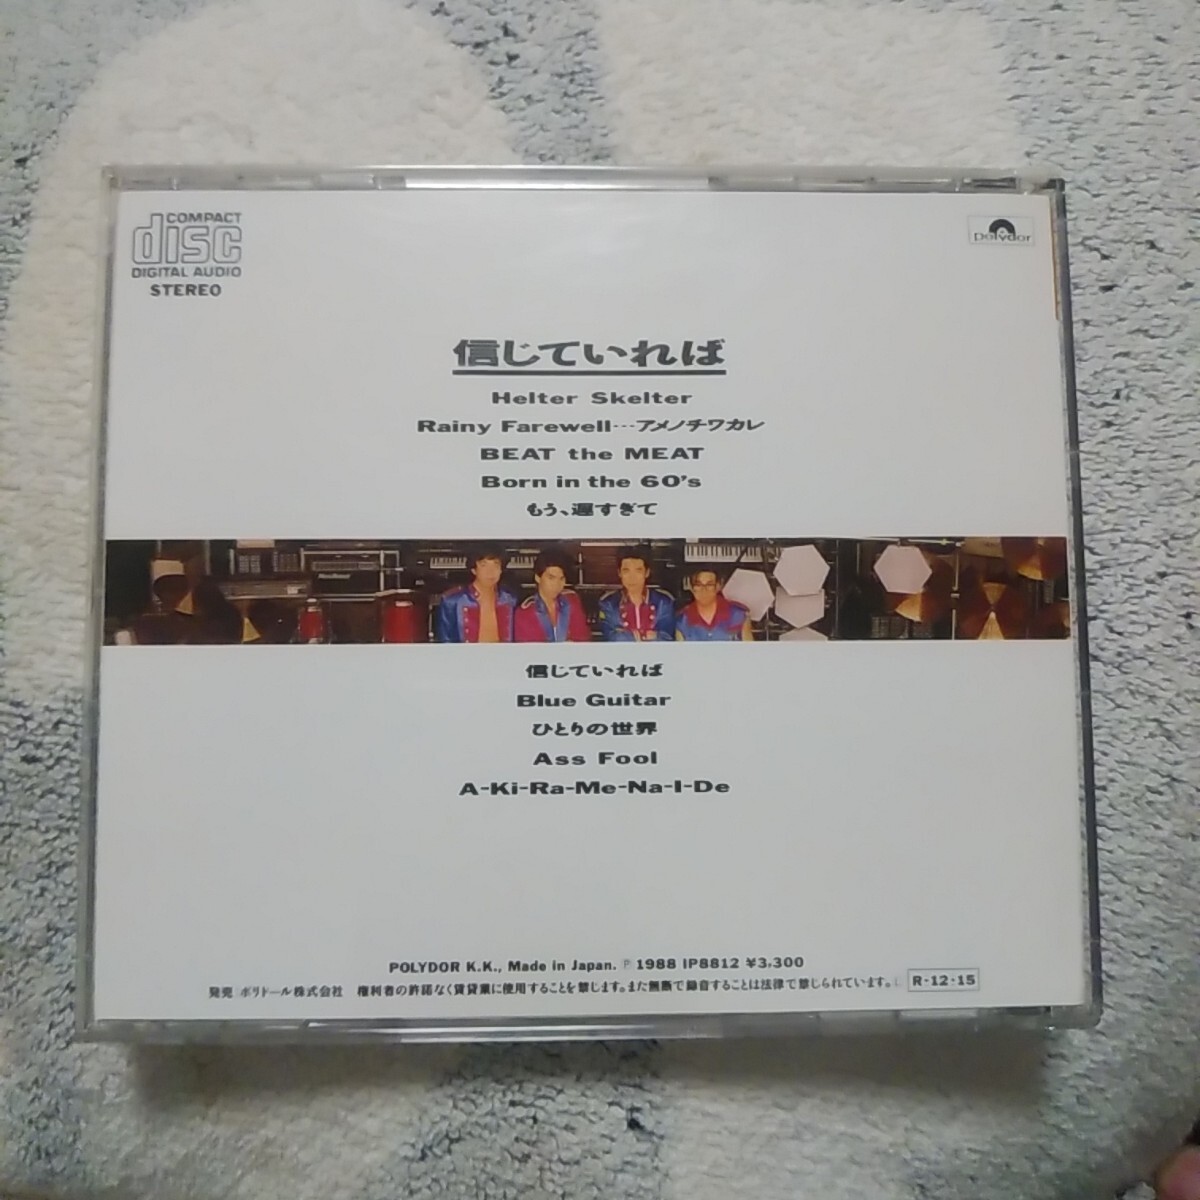 COMPACT
disc
DIGITAL AUDIO
STEREO
Polydor
信じていれば
Helter Skelter
Rainy Farewell…アメノチワカレ
BEAT the MEAT
Born in the 60's
もう、遅すぎて
信じていれば
Blue Guitar
ひとりの世界
Ass Fool
A-Ki-Ra-Me-Na-I-De
POLYDOR K.K., Made in Japan. Ⓟ1988 IP8812 ¥3,300
発売 ポリドール株式会社 権利者の許諾なく賃貸業に使用することを禁じます。また無断で録音することは法律で禁じられています。 R-12・15